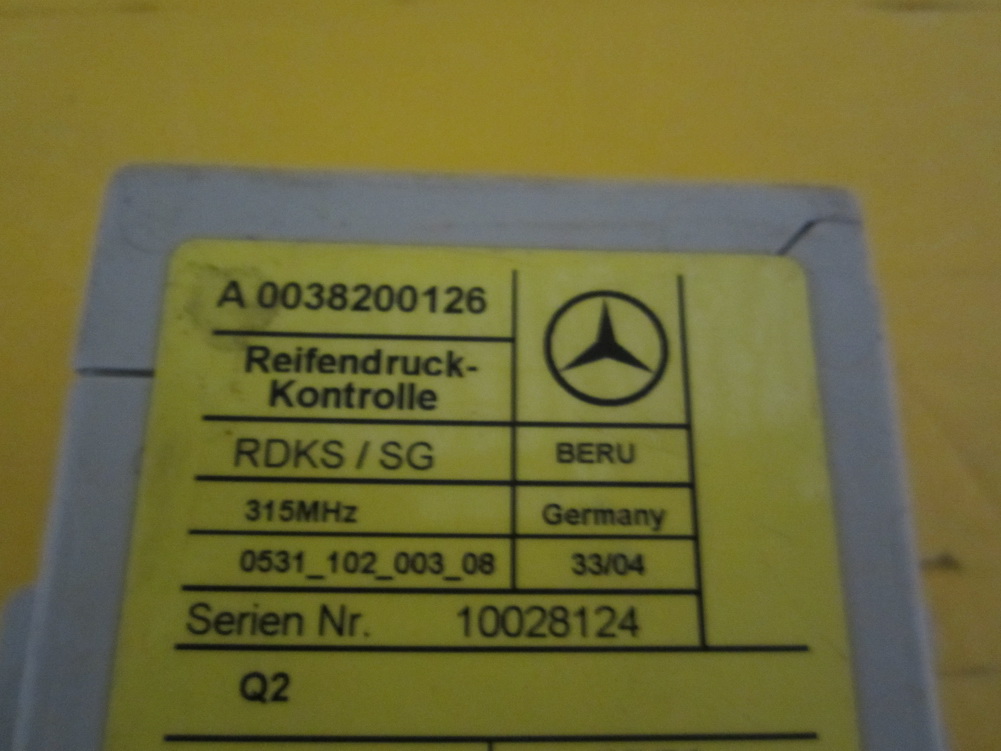 A 0038200126
Reifendruck-
Kontrolle
RDKS / SG
BERU
315MHz
Germany
0531_102_003_08
33/04
Serien Nr. 10028124
Q2